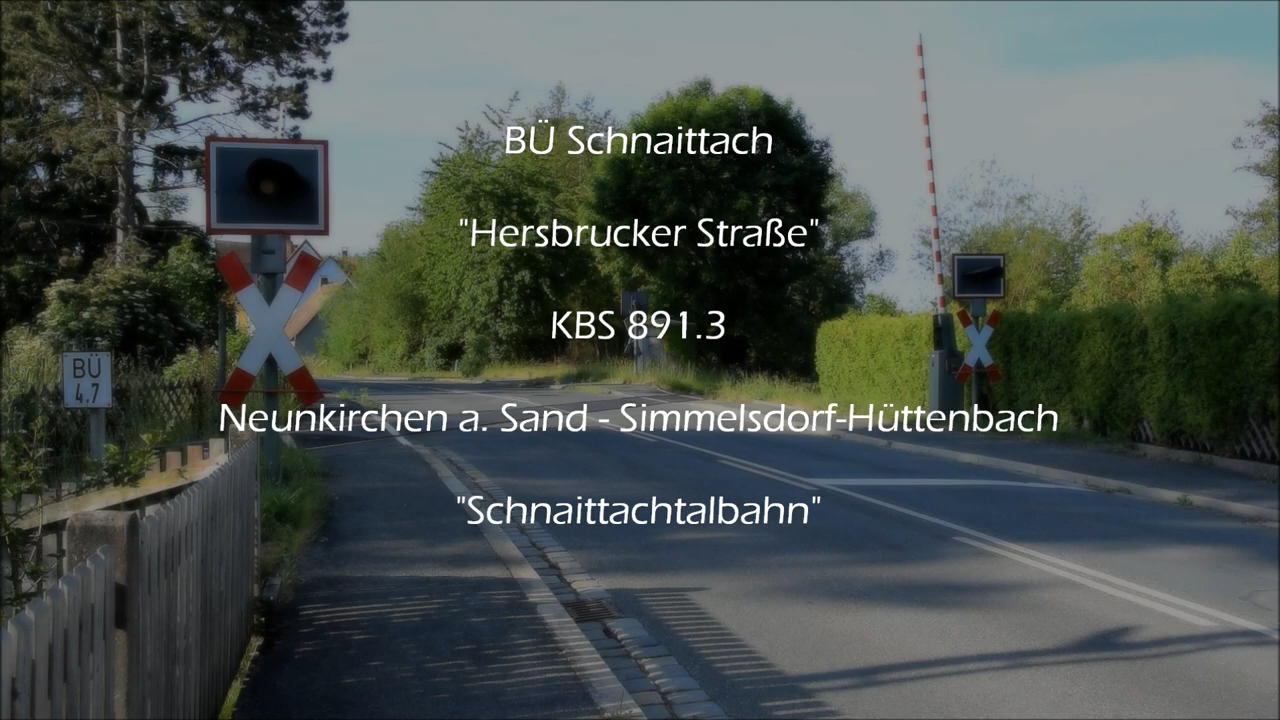 BÜ Schnaittach
"Hersbrucker Straße"
KBS 891.3
Neunkirchen a. Sand - Simmelsdorf-Hüttenbach
"Schnaittachtalbahn"
BÜ
4.7